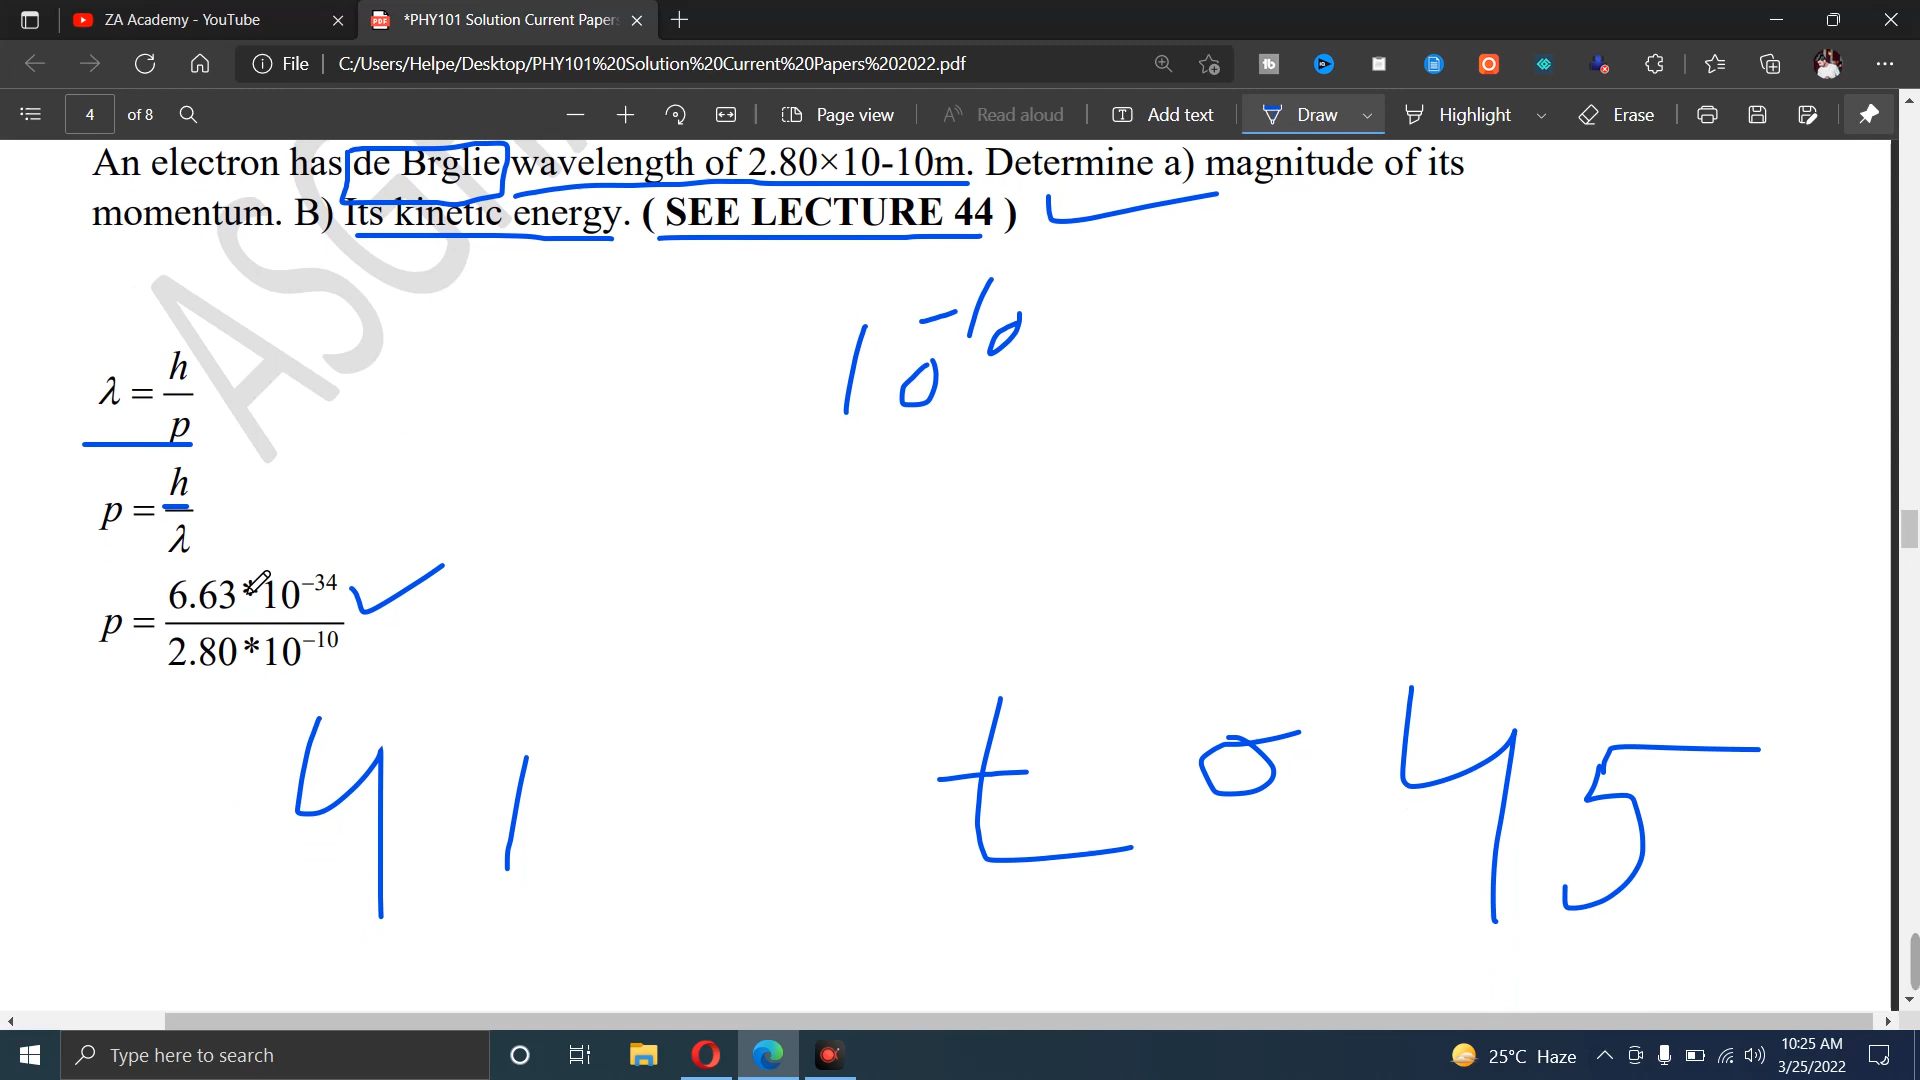 ZA Academy - YouTube
*PHY101 Solution Current Paper
File C:/Users/Helpe/Desktop/PHY101%20Solution%20Current%20Papers%202022.pdf
4 of 8 Page view Read aloud Add text Draw Highlight Erase
An electron has de Brglie wavelength of 2.80×10-10m. Determine a) magnitude of its
momentum. B) Its kinetic energy. ( SEE LECTURE 44 )
10⁻¹⁰
λ = h/p
p = h/λ
p = 6.63*10⁻³⁴ / 2.80*10⁻¹⁰
41 to 45
ASG
Type here to search
25°C Haze
10:25 AM
3/25/2022